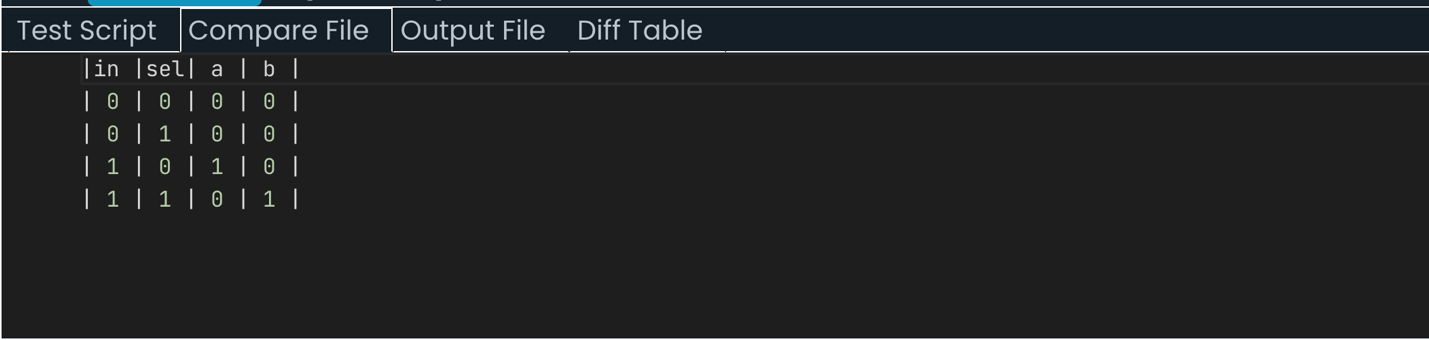 Test Script Compare File Output File Diff Table
|in |sel| a | b |
| 0 | 0 | 0 | 0 |
| 0 | 1 | 0 | 0 |
| 1 | 0 | 1 | 0 |
| 1 | 1 | 0 | 1 |